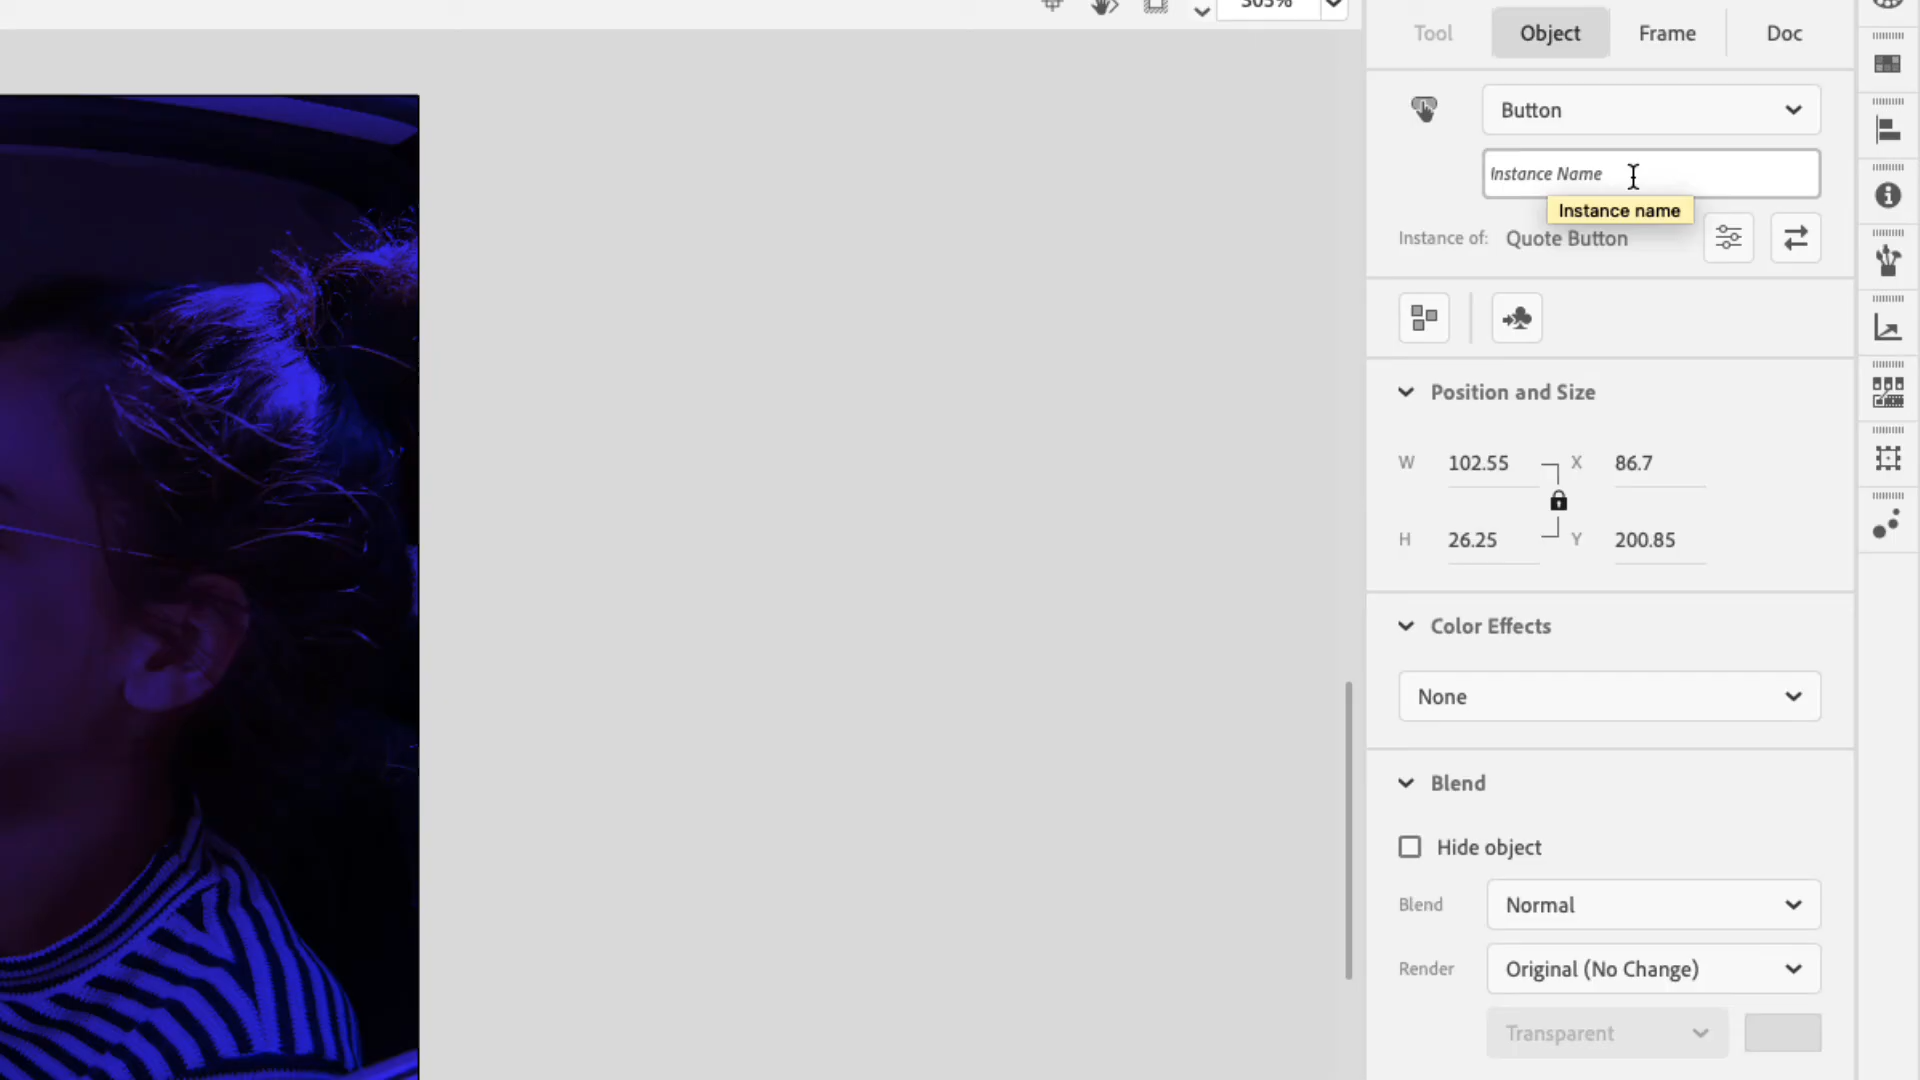 Tool Object Frame Doc
Button
Instance Name
Instance name
Instance of: Quote Button
Position and Size
W 102.55 X 86.7
H 26.25 Y 200.85
Color Effects
None
Blend
Hide object
Blend Normal
Render Original (No Change)
Transparent